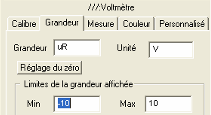 ///:Voltmètre
Calibre Grandeur Mesure Couleur Personnalisé
Grandeur uR Unité V
Réglage du zéro
Limites de la grandeur affichée
Min -10 Max 10